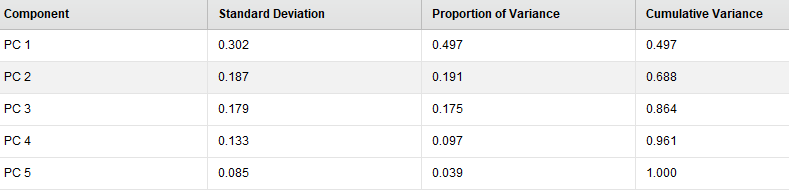 Component Standard Deviation Proportion of Variance Cumulative Variance
PC 1 0.302 0.497 0.497
PC 2 0.187 0.191 0.688
PC 3 0.179 0.175 0.864
PC 4 0.133 0.097 0.961
PC 5 0.085 0.039 1.000